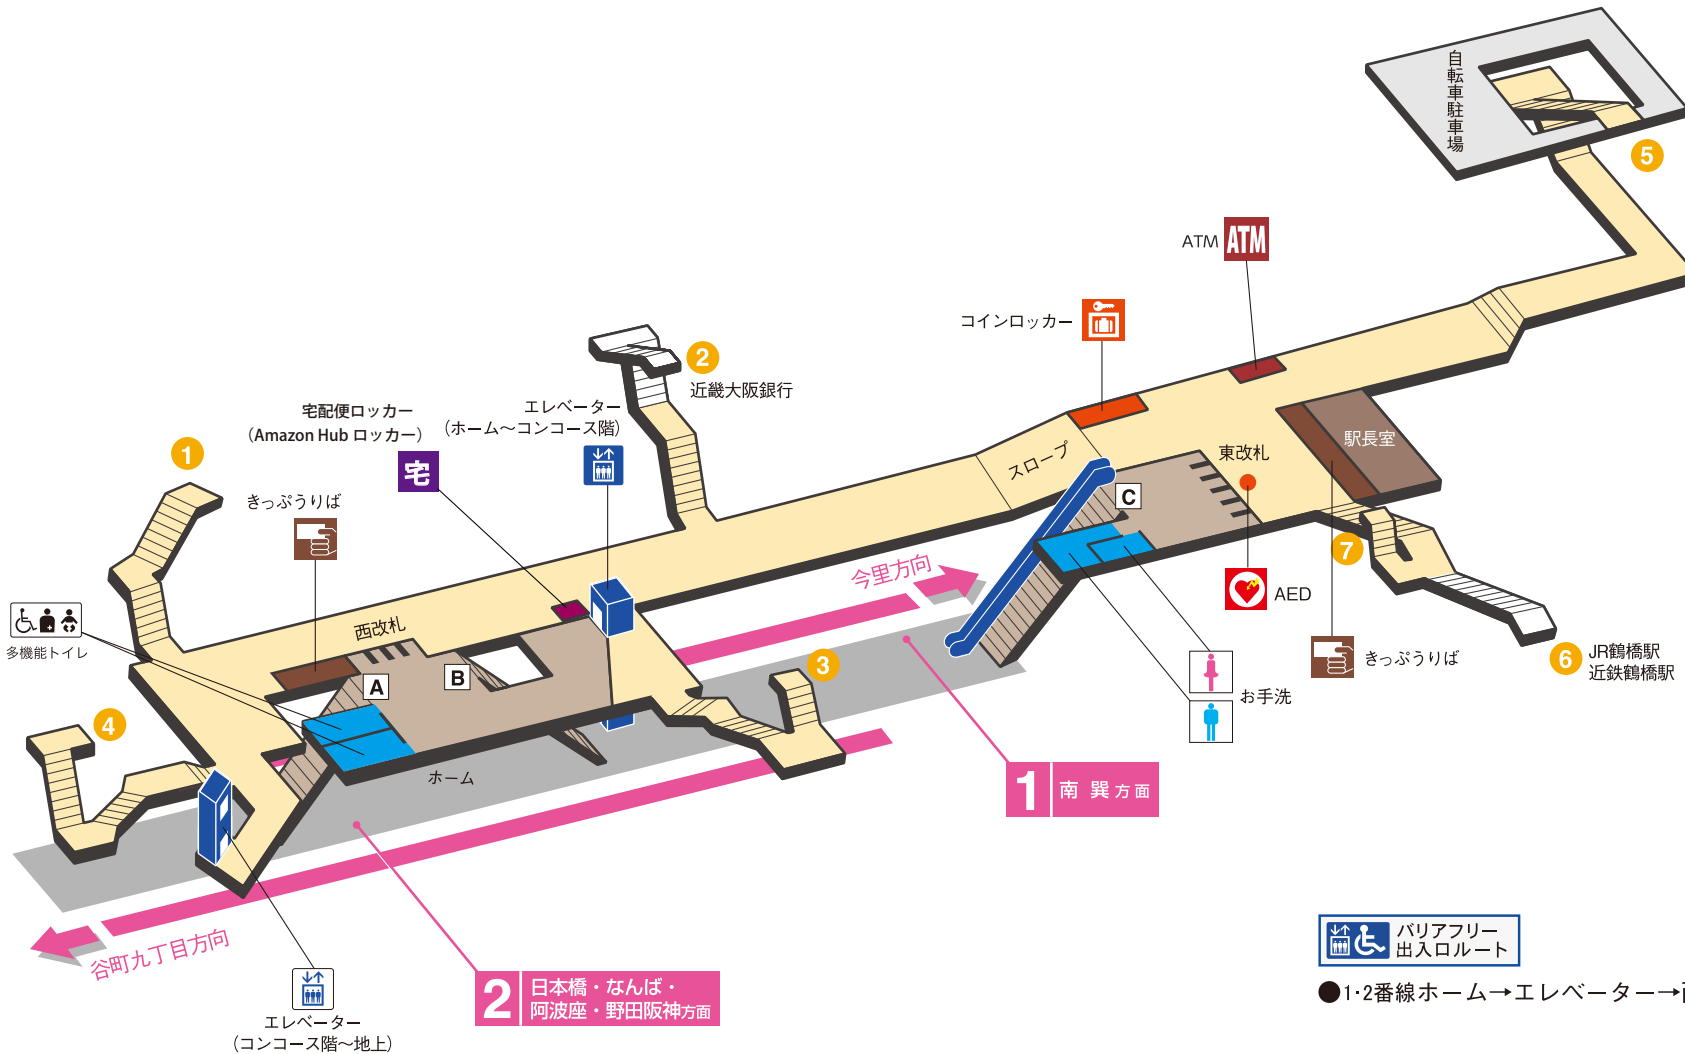 自転車駐車場
5
ATM
ATM
コインロッカー
2
近畿大阪銀行
宅配便ロッカー
(Amazon Hub ロッカー)
宅
エレベーター
(ホーム～コンコース階)
1
きっぷうりば
スロープ
東改札
駅長室
C
7
AED
今里方向
西改札
多機能トイレ
A
B
3
4
ホーム
お手洗
きっぷうりば
6
JR鶴橋駅
近鉄鶴橋駅
1
南 巽方面
谷町九丁目方向
2
日本橋・なんば・
阿波座・野田阪神方面
エレベーター
(コンコース階～地上)
バリアフリー
出入口ルート
●1・2番線ホーム→エレベーター→